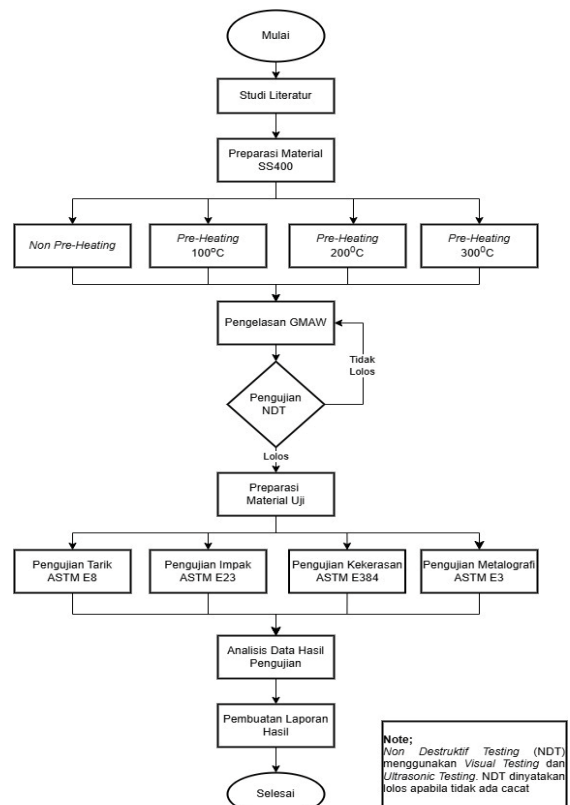 Mulai
Studi Literatur
Preparasi Material
SS400
Non Pre-Heating
Pre-Heating
100°C
Pre-Heating
200⁰C
Pre-Heating
300⁰C
Pengelasan GMAW
Tidak
Lolos
Pengujian
NDT
Lolos
Preparasi
Material Uji
Pengujian Tarik
ASTM E8
Pengujian Impak
ASTM E23
Pengujian Kekerasan
ASTM E384
Pengujian Metalografi
ASTM E3
Analisis Data Hasil
Pengujian
Pembuatan Laporan
Hasil
Selesai
Note;
Non Destruktif Testing (NDT)
menggunakan Visual Testing dan
Ultrasonic Testing. NDT dinyatakan
lolos apabila tidak ada cacat